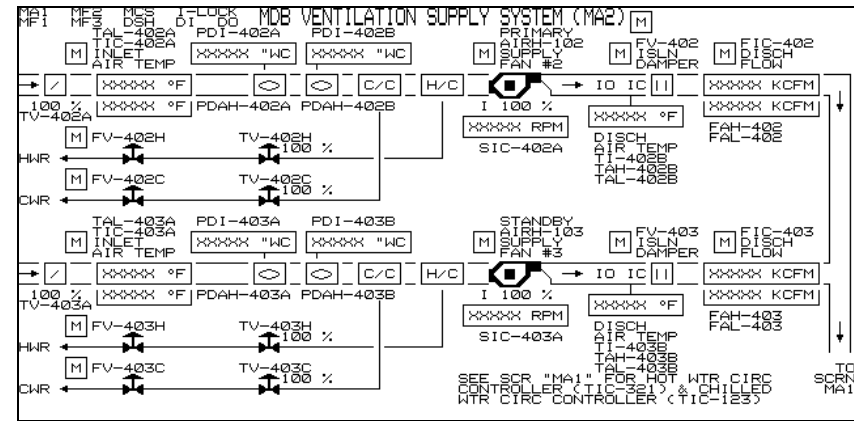 MA1 MF2 MCS I-LOCK MDB VENTILATION SUPPLY SYSTEM (MA2) M
MF1 MF3 DSH DI DO
TAL-402A PDI-402A PDI-402B PRIMARY
TIC-402A AIRH-102 FV-402 FIC-402
M INLET XXXXX "WC XXXXX "WC M SUPPLY M ISLN M DISCH
AIR TEMP FAN #2 DAMPER FLOW
/ XXXXX °F C/C H/C IO IC XXXXX KCFM
100 % XXXXX °F PDAH-402A PDAH-402B I 100 % XXXXX °F XXXXX KCFM
TV-402A
XXXXX RPM DISCH FAH-402
M FV-402H TV-402H SIC-402A AIR TEMP FAL-402
100 % TI-402B
HWR TAH-402B
M FV-402C TV-402C TAL-402B
100 %
CWR
TAL-403A PDI-403A PDI-403B STANDBY
TIC-403A AIRH-103 FV-403 FIC-403
M INLET XXXXX "WC XXXXX "WC M SUPPLY M ISLN M DISCH
AIR TEMP FAN #3 DAMPER FLOW
/ XXXXX °F C/C H/C IO IC XXXXX KCFM
100 % XXXXX °F PDAH-403A PDAH-403B I 100 % XXXXX °F XXXXX KCFM
TV-403A
XXXXX RPM DISCH FAH-403
M FV-403H TV-403H SIC-403A AIR TEMP FAL-403
100 % TI-403B
HWR TAH-403B
M FV-403C TV-403C TAL-403B TO
100 % SEE SCR "MA1" FOR HOT WTR CIRC SCRN
CWR CONTROLLER (TIC-321) & CHILLED MA1
WTR CIRC CONTROLLER (TIC-123)